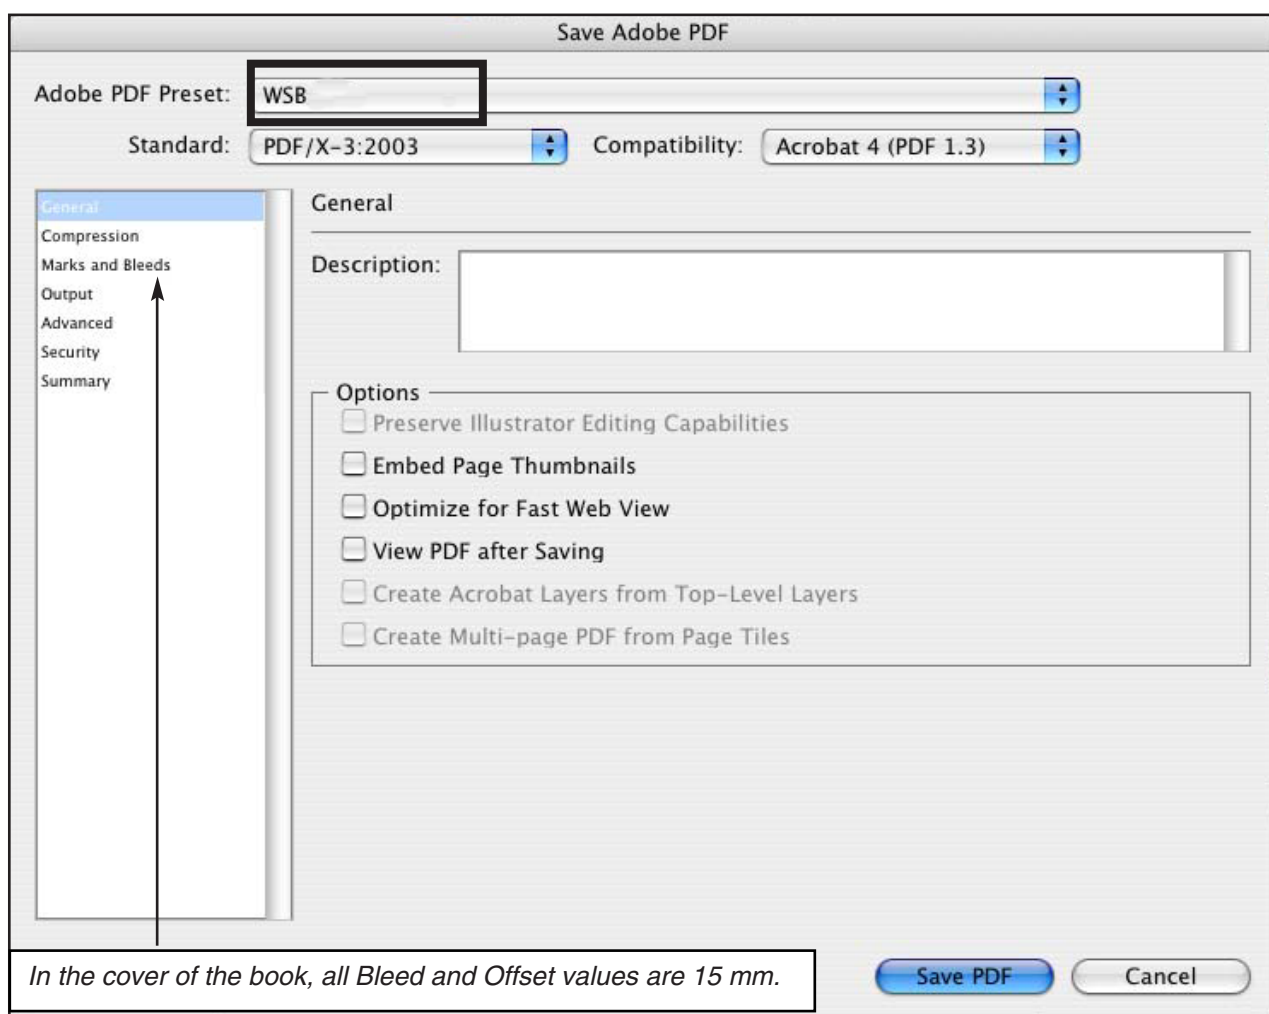 Save Adobe PDF
Adobe PDF Preset: WSB
Standard: PDF/X-3:2003 Compatibility: Acrobat 4 (PDF 1.3)
General
Compression
Marks and Bleeds
Output
Advanced
Security
Summary
General
Description:
Options
Preserve Illustrator Editing Capabilities
Embed Page Thumbnails
Optimize for Fast Web View
View PDF after Saving
Create Acrobat Layers from Top-Level Layers
Create Multi-page PDF from Page Tiles
In the cover of the book, all Bleed and Offset values are 15 mm.
Save PDF Cancel